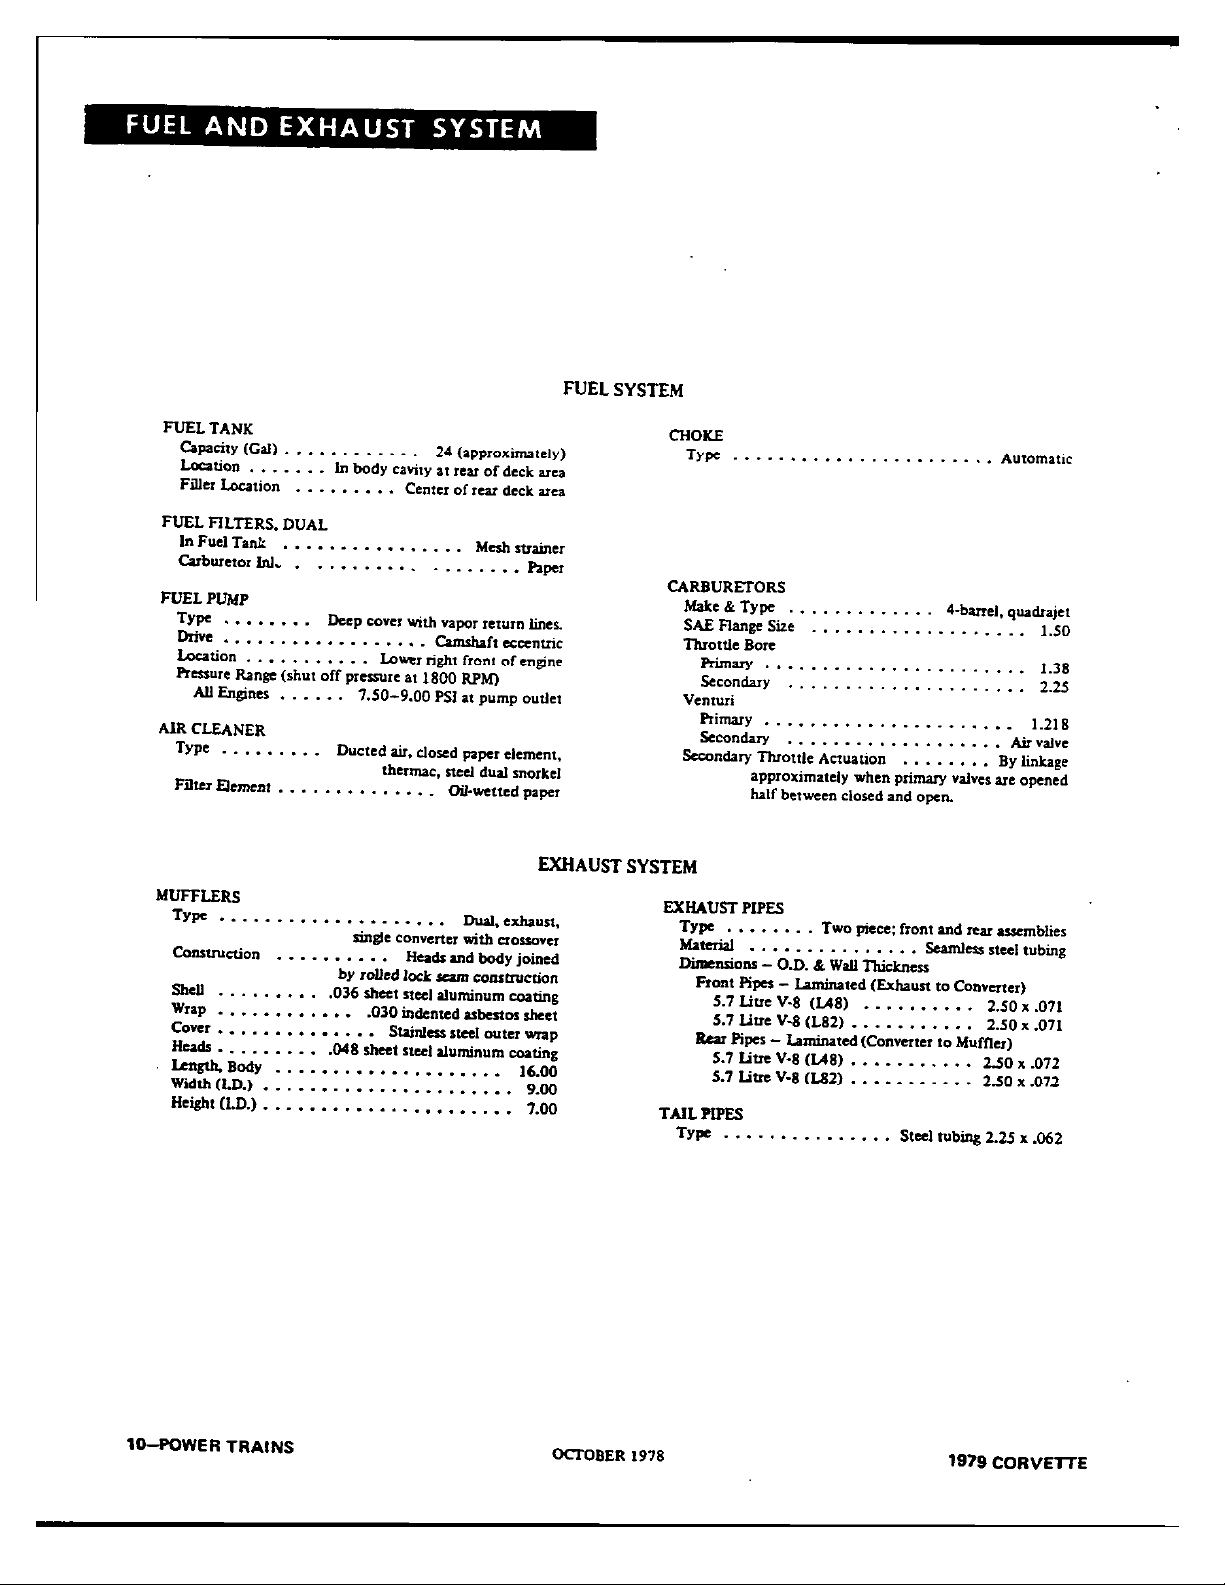 FUEL AND EXHAUST SYSTEM
FUEL SYSTEM
FUEL TANK
Capacity (Gal) . . . . . . . . . . . . 24 (approximately)
Location . . . . . . . In body cavity at rear of deck area
Filler Location . . . . . . . . . Center of rear deck area
FUEL FILTERS, DUAL
In Fuel Tank . . . . . . . . . . . . . . . . Mesh strainer
Carburetor . . . . . . . . . . . . . . . . . . Paper
FUEL PUMP
Type . . . . . . . . Deep cover with vapor return lines.
Drive . . . . . . . . . . . . . . . . . . Camshaft eccentric
Location . . . . . . . . . . . Lower right front of engine
Pressure Range (shut off pressure at 1800 RPM)
All Engines . . . . . . 7.50–9.00 PSI at pump outlet
AIR CLEANER
Type . . . . . . . . . Ducted air, closed paper element,
thermac, steel dual snorkel
Filter Element . . . . . . . . . . . . . . Oil-wetted paper
CHOKE
Type . . . . . . . . . . . . . . . . . . . . . . . Automatic
CARBURETORS
Make & Type . . . . . . . . . . . . . 4-barrel, quadrajet
SAE Flange Size . . . . . . . . . . . . . . . . . . . 1.50
Throttle Bore
Primary . . . . . . . . . . . . . . . . . . . . . . . 1.38
Secondary . . . . . . . . . . . . . . . . . . . . . 2.25
Venturi
Primary . . . . . . . . . . . . . . . . . . . . . . 1.218
Secondary . . . . . . . . . . . . . . . . . . . Air valve
Secondary Throttle Actuation . . . . . . . . By linkage
approximately when primary valves are opened
half between closed and open.
EXHAUST SYSTEM
MUFFLERS
Type . . . . . . . . . . . . . . . . . . . . Dual, exhaust,
single converter with crossover
Construction . . . . . . . . . . Heads and body joined
by rolled lock seam construction
Shell . . . . . . . . . .036 sheet steel aluminum coating
Wrap . . . . . . . . . . . . .030 indented asbestos sheet
Cover . . . . . . . . . . . . . . Stainless steel outer wrap
Heads . . . . . . . . . .048 sheet steel aluminum coating
Length, Body . . . . . . . . . . . . . . . . . . . . 16.00
Width (I.D.) . . . . . . . . . . . . . . . . . . . . . . 9.00
Height (I.D.) . . . . . . . . . . . . . . . . . . . . . . 7.00
EXHAUST PIPES
Type . . . . . . . . Two piece; front and rear assemblies
Material . . . . . . . . . . . . . . . Seamless steel tubing
Dimensions – O.D. & Wall Thickness
Front Pipes – Laminated (Exhaust to Converter)
5.7 Litre V-8 (L48) . . . . . . . . . . 2.50 x .071
5.7 Litre V-8 (L82) . . . . . . . . . . . 2.50 x .071
Rear Pipes – Laminated (Converter to Muffler)
5.7 Litre V-8 (L48) . . . . . . . . . . . 2.50 x .072
5.7 Litre V-8 (L82) . . . . . . . . . . . 2.50 x .072
TAIL PIPES
Type . . . . . . . . . . . . . . . Steel tubing 2.25 x .062
10–POWER TRAINS
OCTOBER 1978
1979 CORVETTE